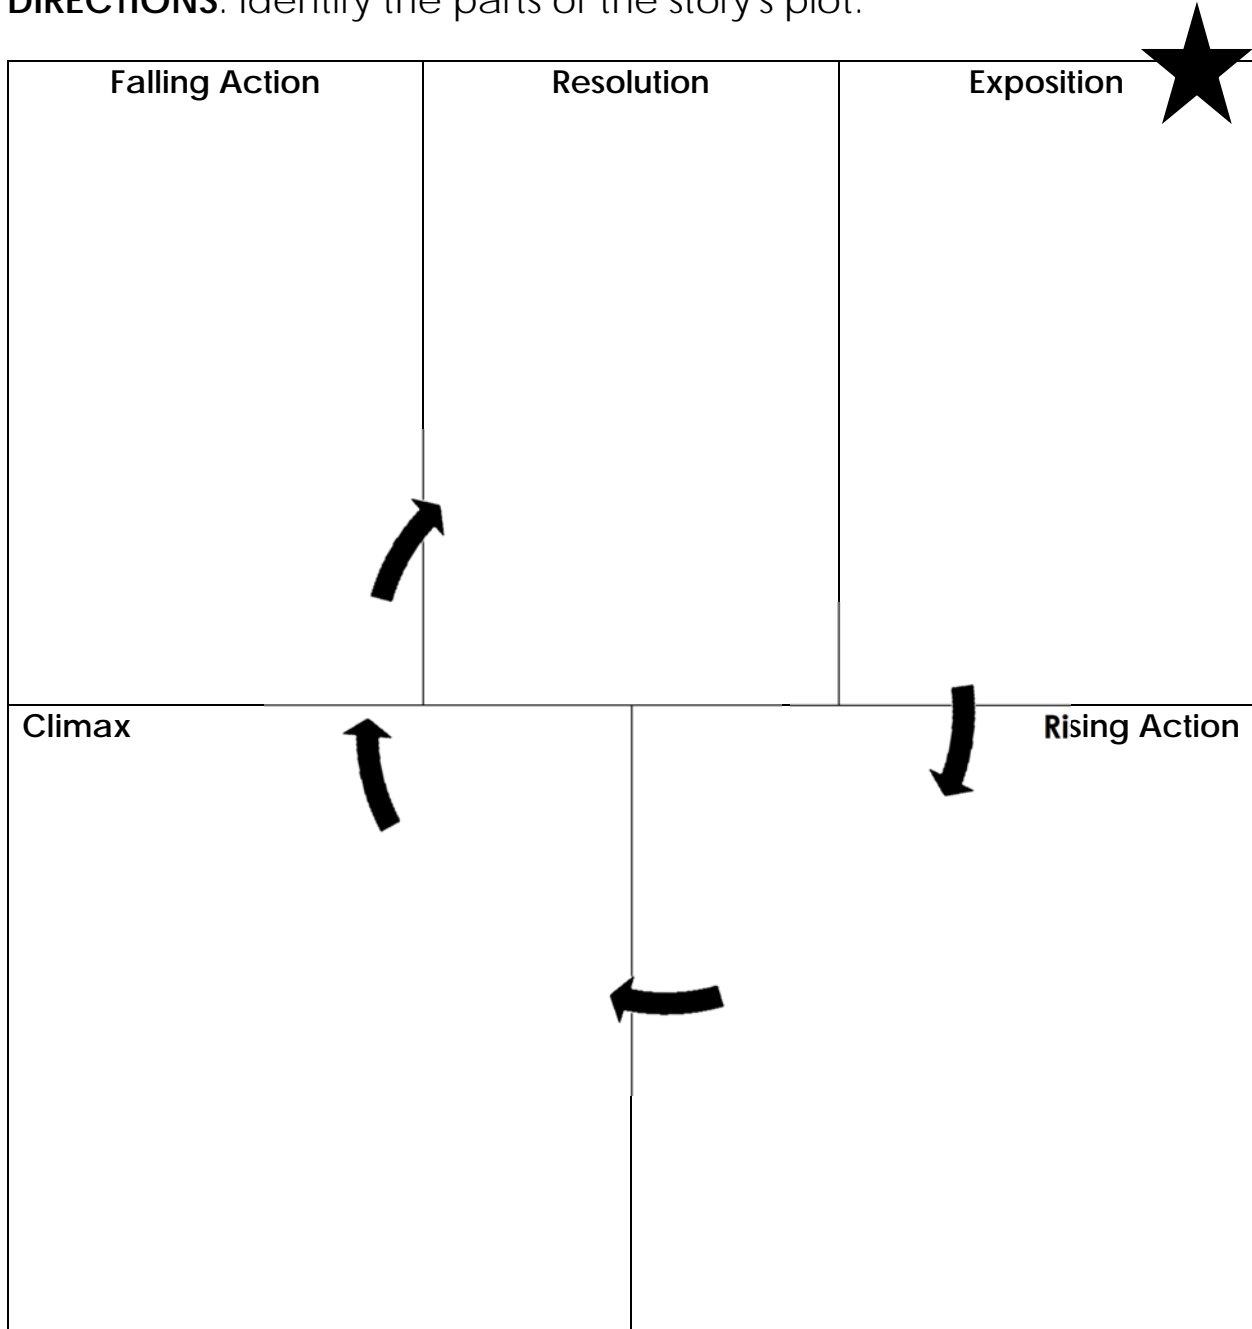 DIRECTIONS: Identify the parts of the story's plot.
Falling Action
Resolution
Exposition
Climax
Rising Action